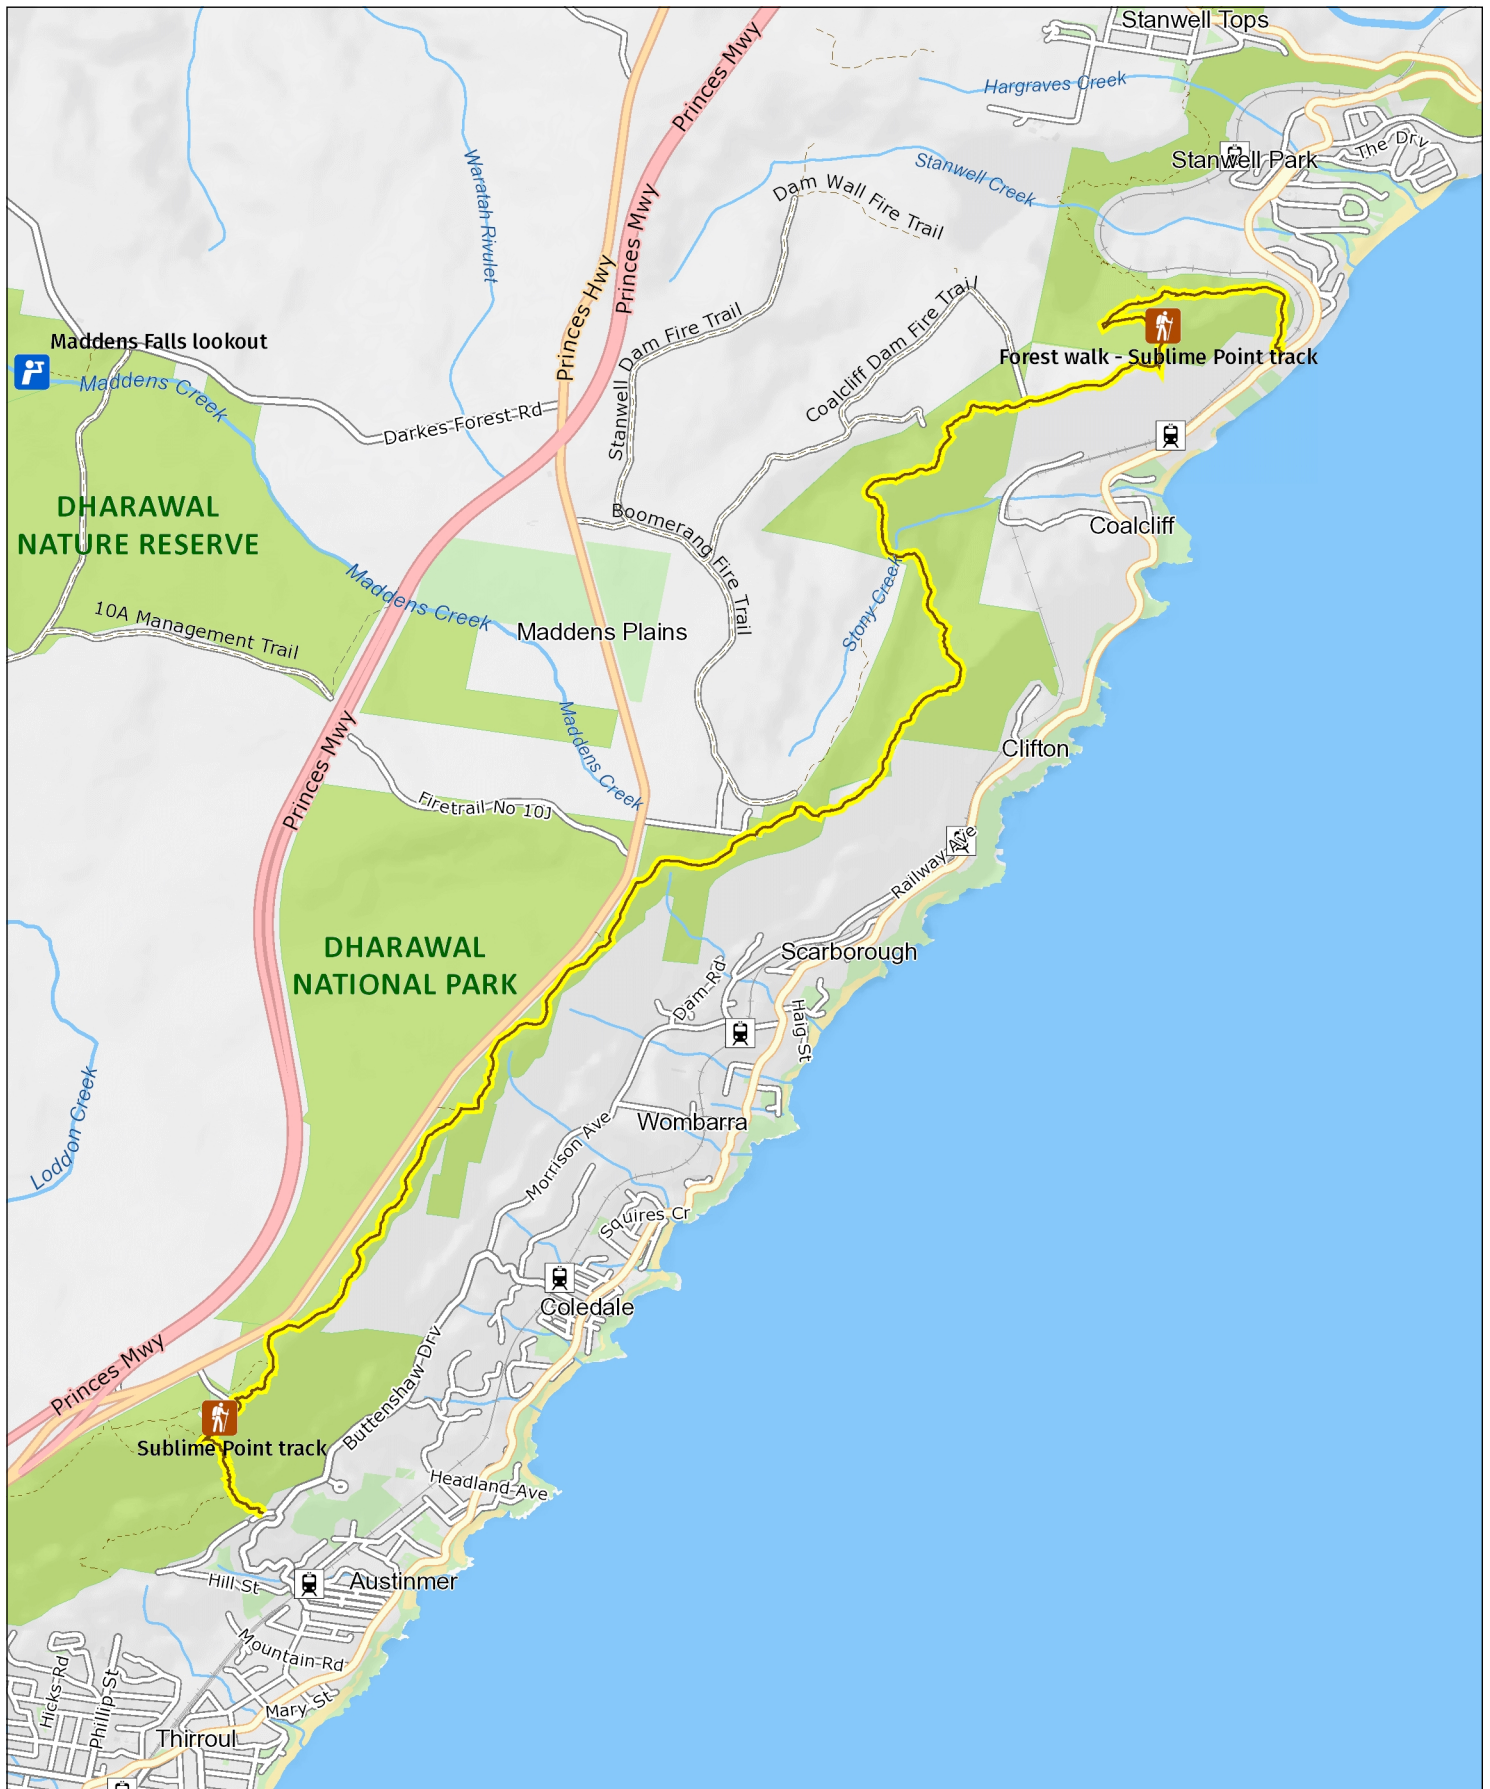 Stanwell Tops
Princes Mwy
Hargraves Creek
The Drv
Stanwell Park
Waratah Rivulet
Stanwell Creek
Dam Wall Fire Trail
Princes Mwy
Princes Hwy
Stanwell Dam Fire Trail
Coalcliff Dam Fire Trail
Maddens Falls lookout
Forest walk - Sublime Point track
Maddens Creek
Darkes Forest Rd
DHARAWAL
NATURE RESERVE
Boomerang Fire Trail
Coalcliff
Maddens Creek
10A Management Trail
Maddens Plains
Stony Creek
Maddens Creek
Princes Mwy
Clifton
Firetrail No 10J
Railway Ave
DHARAWAL
NATIONAL PARK
Scarborough
Dam Rd
Haig St
Loddon Creek
Wombarra
Morrison Ave
Squires Cr
Coledale
Princes Mwy
Buttenshaw Drv
Sublime Point track
Headland Ave
Hill St
Austinmer
Mountain Rd
Hicks Rd
Phillip St
Mary St
Thirroul